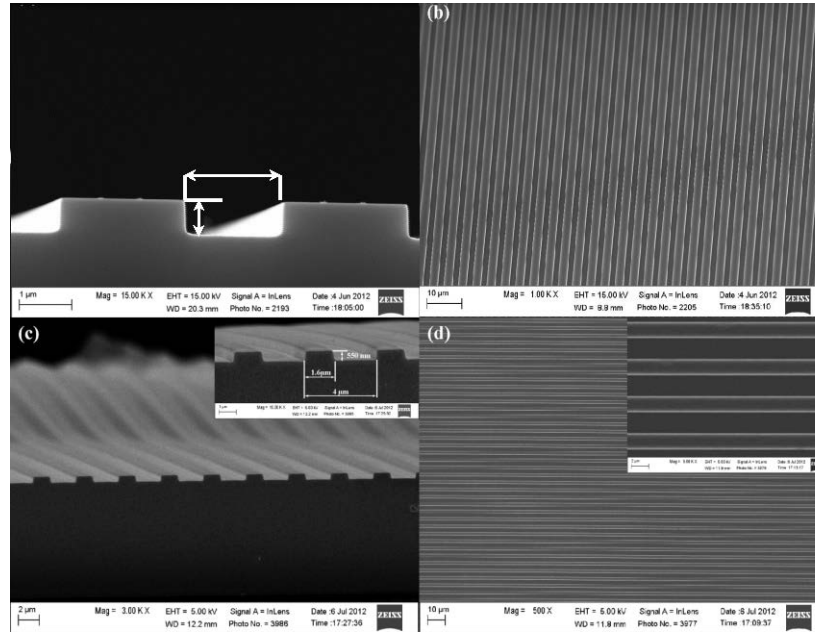 1 µm Mag = 15.00 K X EHT = 15.00 kV Signal A = InLens Date :4 Jun 2012 ZEISS
WD = 20.3 mm Photo No. = 2193 Time :18:05:00
(b)
10 µm Mag = 1.00 K X EHT = 15.00 kV Signal A = InLens Date :4 Jun 2012 ZEISS
WD = 9.9 mm Photo No. = 2205 Time :18:35:10
(c)
550 nm
1.6µm
4 µm
2 µm Mag = 3.00 K X EHT = 5.00 kV Signal A = InLens Date :6 Jul 2012 ZEISS
WD = 12.2 mm Photo No. = 3986 Time :17:27:36
(d)
10 µm Mag = 500 X EHT = 5.00 kV Signal A = InLens Date :6 Jul 2012 ZEISS
WD = 11.8 mm Photo No. = 3977 Time :17:09:37